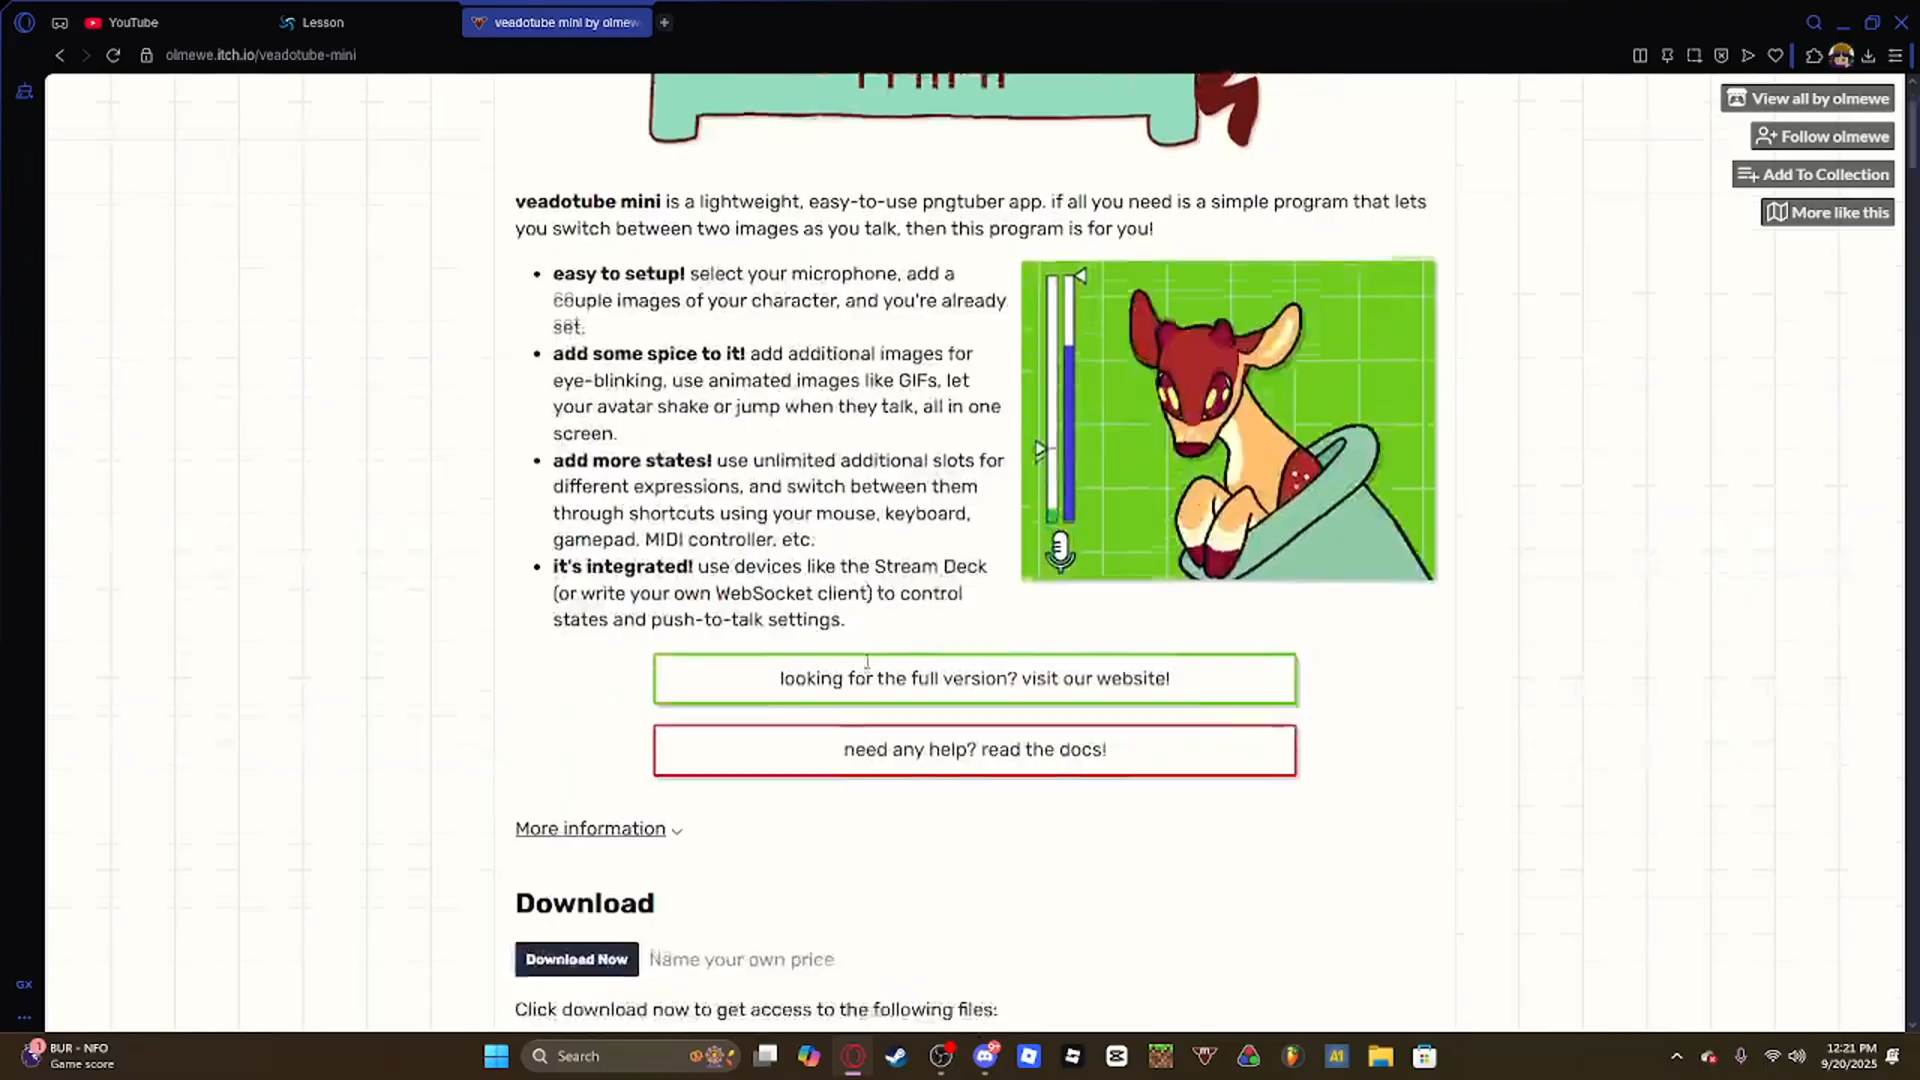 YouTube
Lesson
veadotube mini by olmew
olmewe.itch.io/veadotube-mini
View all by olmewe
Follow olmewe
Add To Collection
More like this
veadotube mini is a lightweight, easy-to-use pngtuber app. if all you need is a simple program that lets
you switch between two images as you talk, then this program is for you!
• easy to setup! select your microphone, add a
couple images of your character, and you're already
set.
• add some spice to it! add additional images for
eye-blinking, use animated images like GIFs, let
your avatar shake or jump when they talk, all in one
screen.
• add more states! use unlimited additional slots for
different expressions, and switch between them
through shortcuts using your mouse, keyboard,
gamepad, MIDI controller, etc.
• it's integrated! use devices like the Stream Deck
(or write your own WebSocket client) to control
states and push-to-talk settings.
looking for the full version? visit our website!
need any help? read the docs!
More information
Download
Download Now Name your own price
Click download now to get access to the following files:
GX
1
BUR - NFO
Game score
Search
9+
A1
12:21 PM
9/20/2025